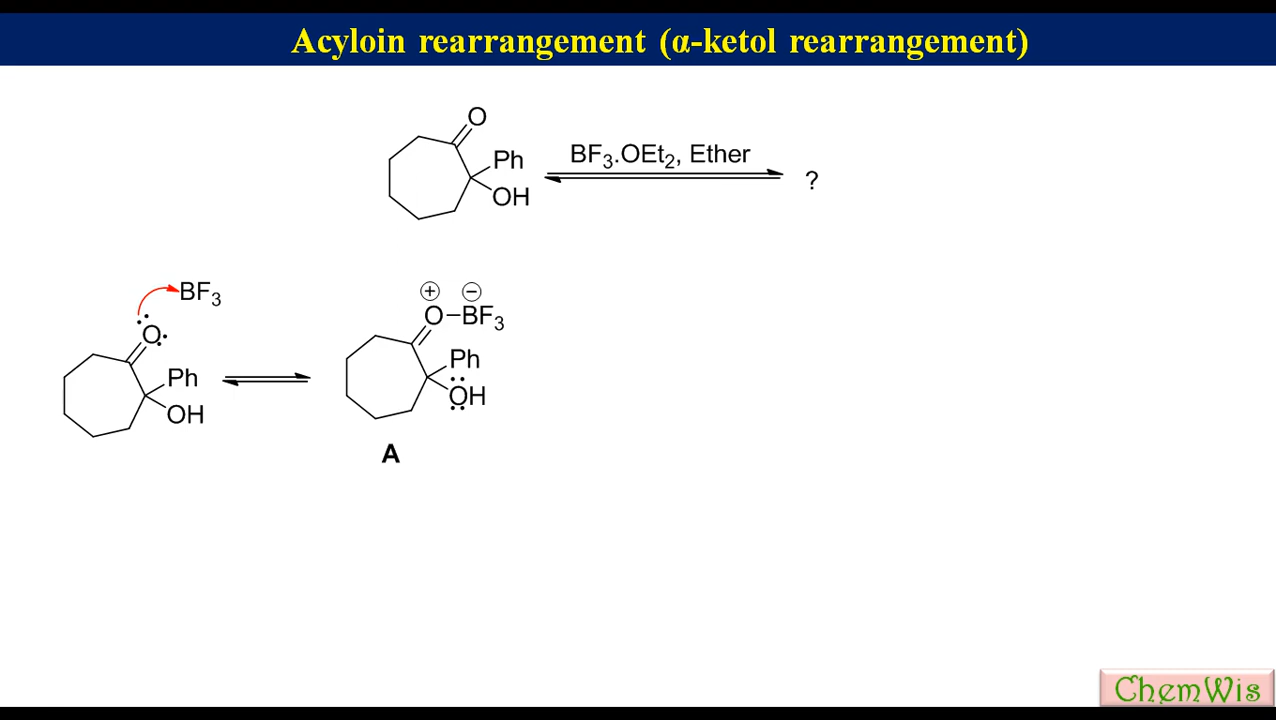 Acyloin rearrangement (α-ketol rearrangement)
O
Ph
OH
BF₃.OEt₂, Ether
?
BF₃
O
Ph
OH
+ −
O–BF₃
Ph
OH
A
ChemWis